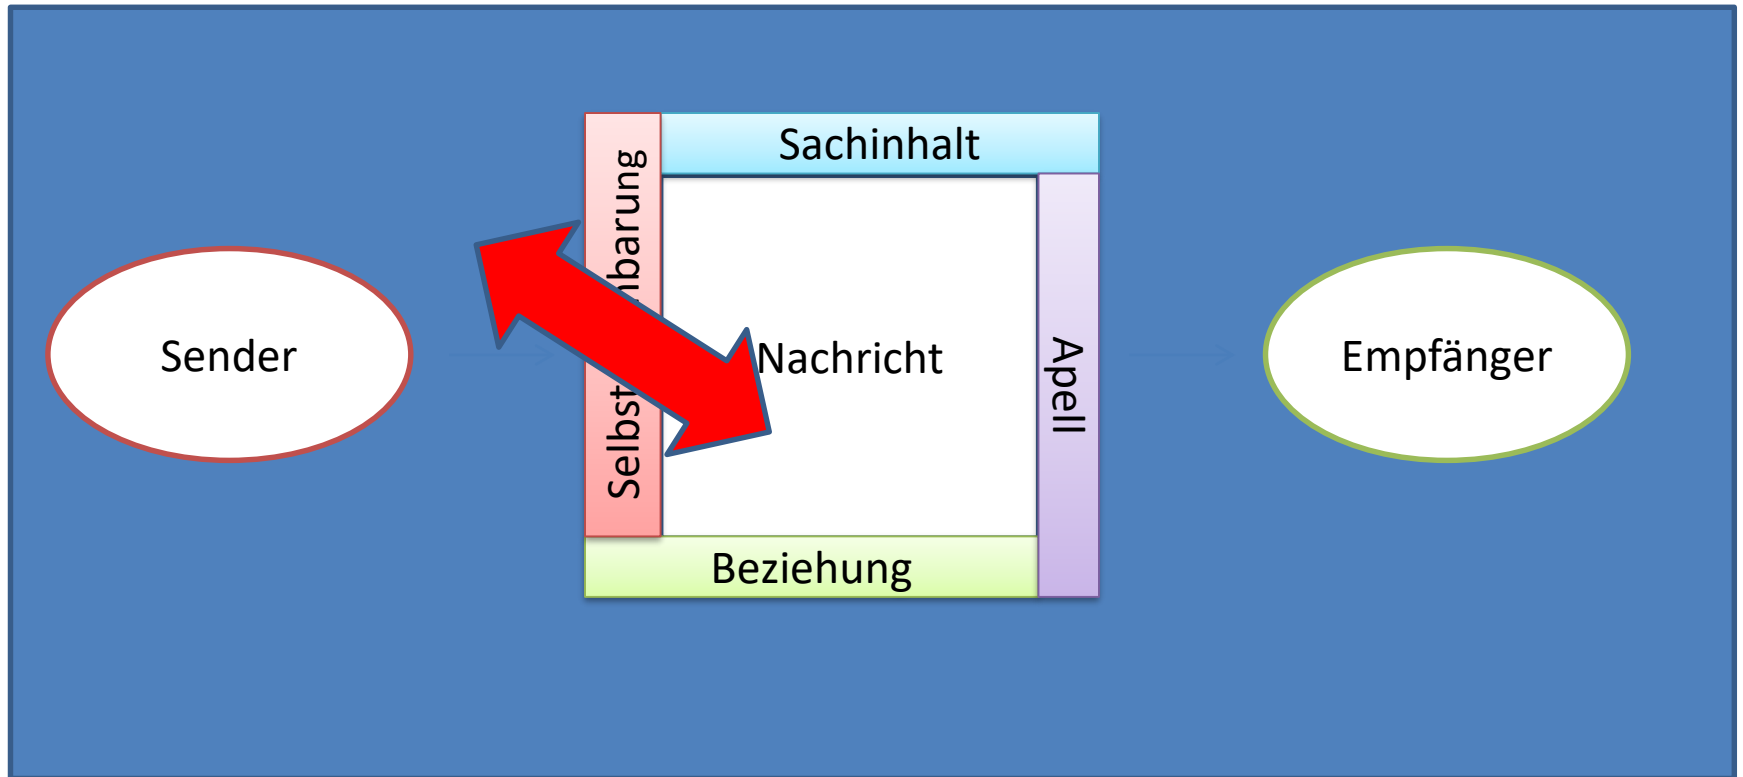 Sachinhalt
Sender
Nachricht
Apell
Empfänger
Beziehung